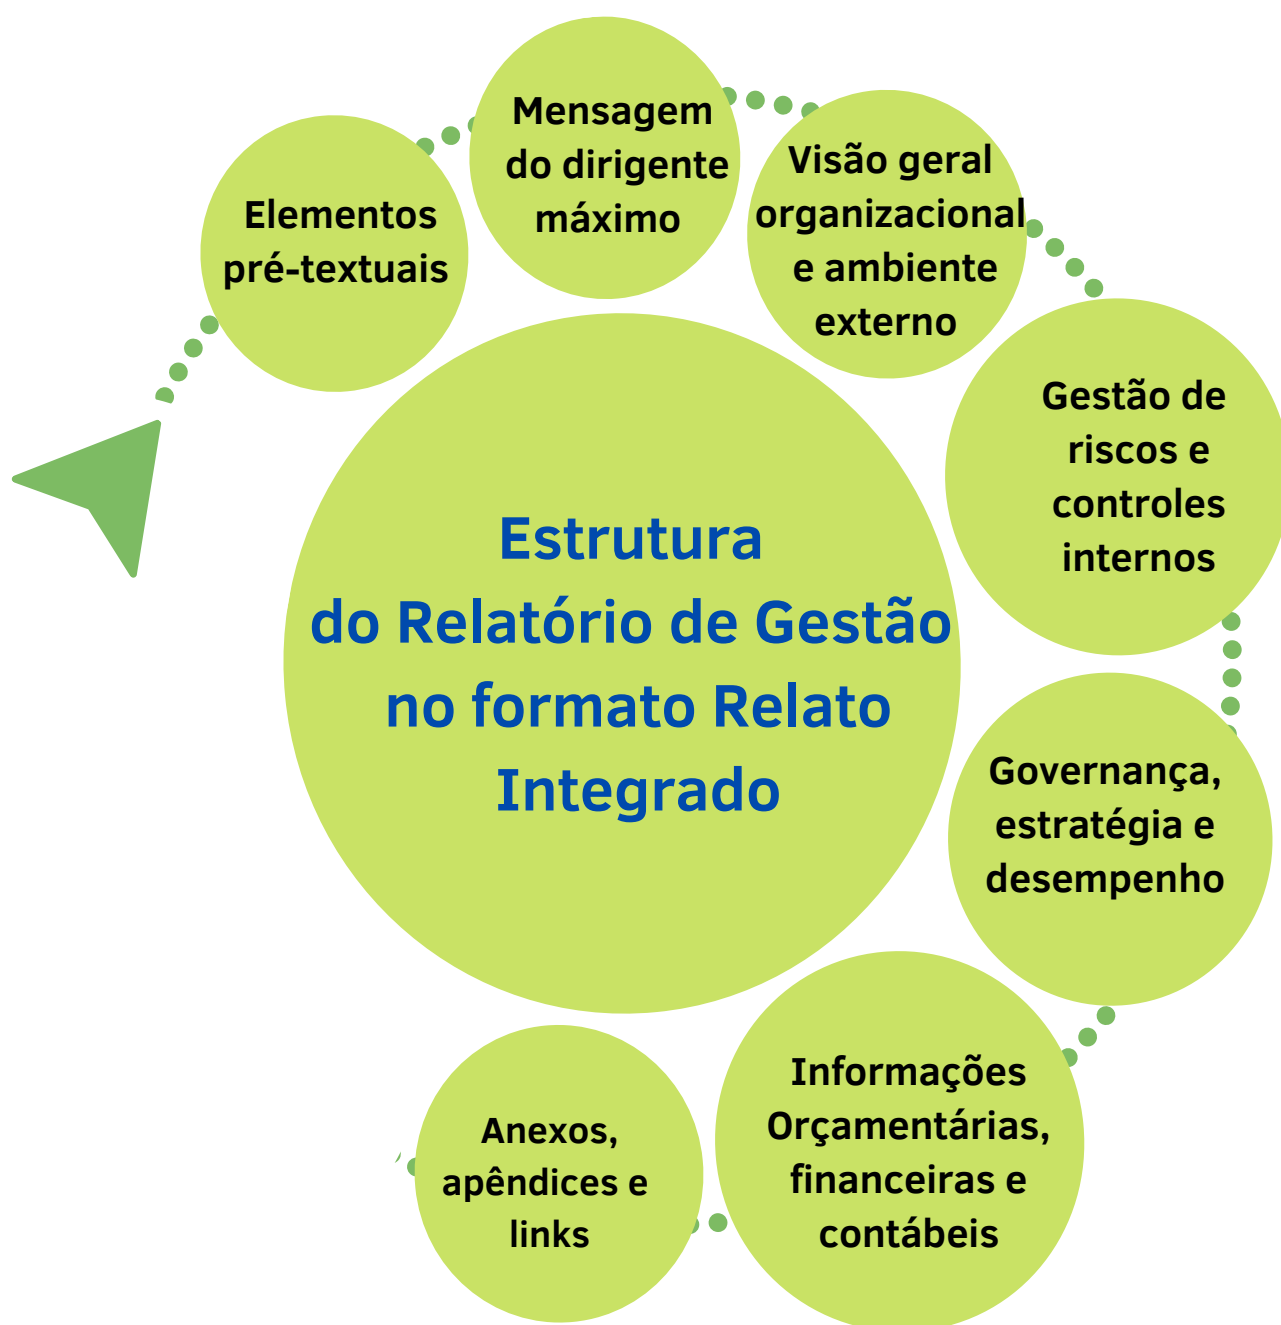 Elementos
pré-textuais
Mensagem
do dirigente
máximo
Visão geral
organizacional
e ambiente
externo
Gestão de
riscos e
controles
internos
Governança,
estratégia e
desempenho
Informações
Orçamentárias,
financeiras e
contábeis
Anexos,
apêndices e
links
Estrutura
do Relatório de Gestão
no formato Relato
Integrado